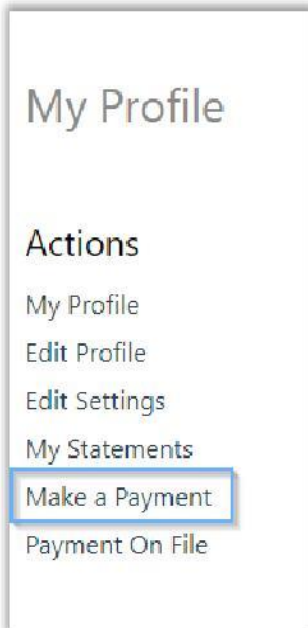 My Profile
Actions
My Profile
Edit Profile
Edit Settings
My Statements
Make a Payment
Payment On File